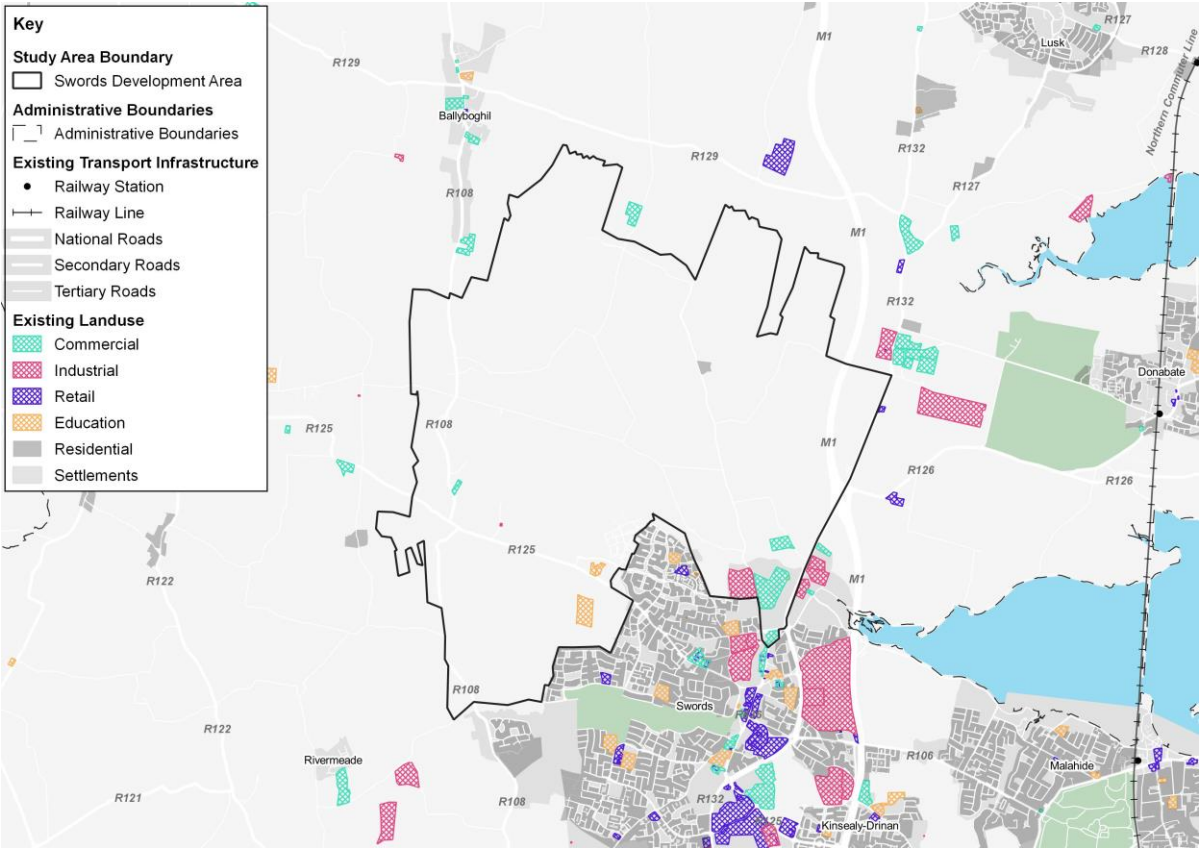 Key
Study Area Boundary
Swords Development Area
Administrative Boundaries
Administrative Boundaries
Existing Transport Infrastructure
Railway Station
Railway Line
National Roads
Secondary Roads
Tertiary Roads
Existing Landuse
Commercial
Industrial
Retail
Education
Residential
Settlements
R127
M1
Lusk
R128
R129
Northern Commuter Line
Ballyboghil
R132
R129
R127
R108
M1
R132
Donabate
R108
R125
M1
R126
R126
R125
R122
M1
R108
Swords
R122
R106
Rivermeade
Malahide
R121
R108
R132
R125
Kinsealy-Drinan